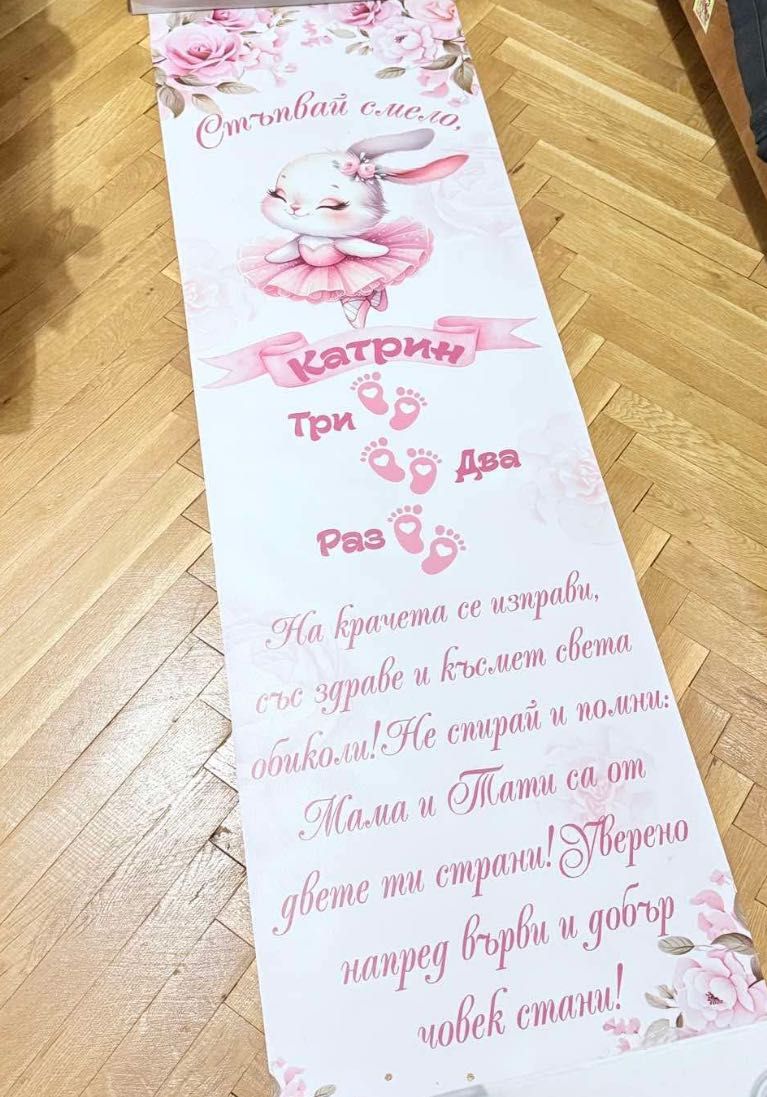 Стъпвай смело,
Катрин
Три
Два
Раз
На крачета се изправи,
със здраве и късмет света
обиколи! Не спирай и помни:
Мама и Тати са от
двете ти страни! Уверено
напред върви и добър
човек стани!